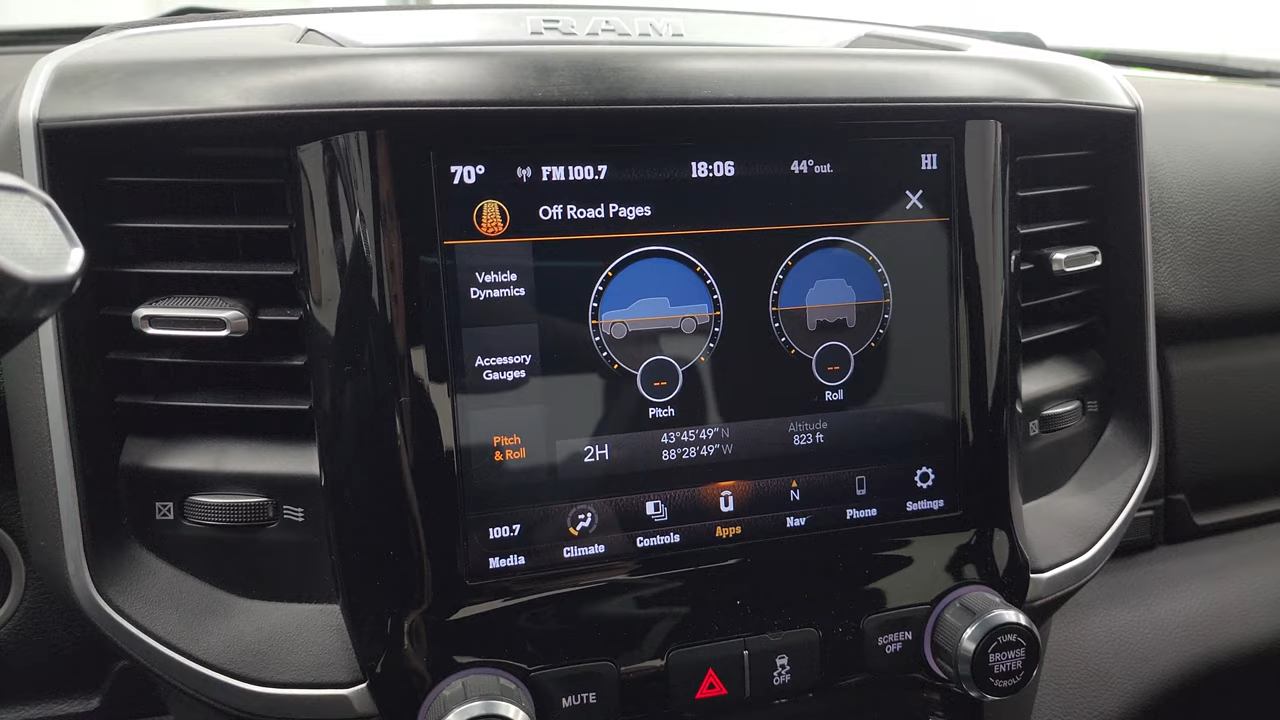 RAM
70° FM 100.7 18:06 44°out. HI
Off Road Pages
Vehicle
Dynamics
Accessory
Gauges
Pitch
& Roll
--
Pitch
--
Roll
2H
43°45'49"N
88°28'49"W
Altitude
823 ft
100.7
Media
Climate
Controls
Apps
N
Nav
Phone
Settings
MUTE
OFF
SCREEN
OFF
TUNE
BROWSE
ENTER
SCROLL